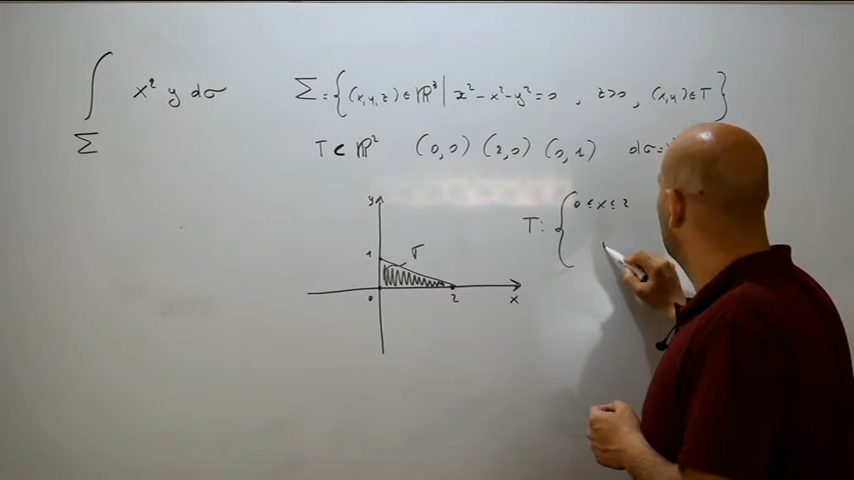 ∫_Σ x² y dσ    Σ = { (x,y,z) ∈ ℝ³ | z² - x² - y² = 0 , z>0 , (x,y) ∈ T }
T ⊂ ℝ²    (0,0) (2,0) (0,1)    dσ=
y
T: { 0 ≤ x ≤ 2
1 T
0 2 x